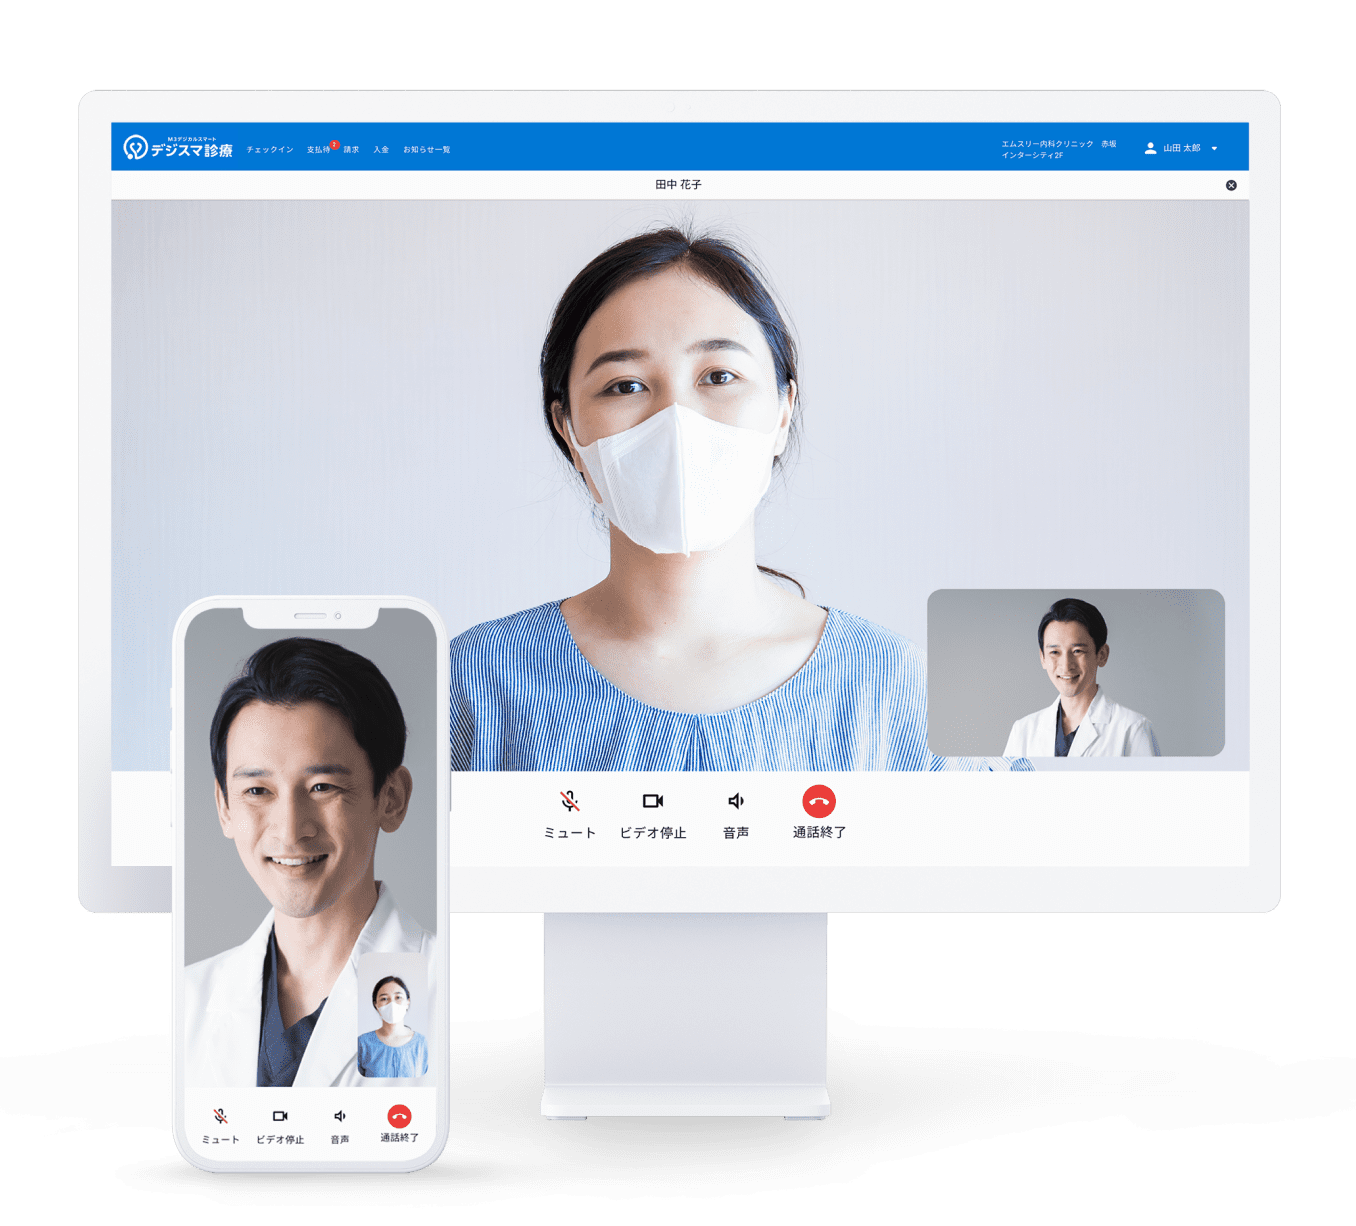 M3デジカルスマート
デジスマ診療
チェックイン 支払待 2 請求 入金 お知らせ一覧
エムスリー内科クリニック 赤坂
インターシティ2F
山田 太郎
田中 花子
ミュート ビデオ停止 音声 通話終了
ミュート ビデオ停止 音声 通話終了